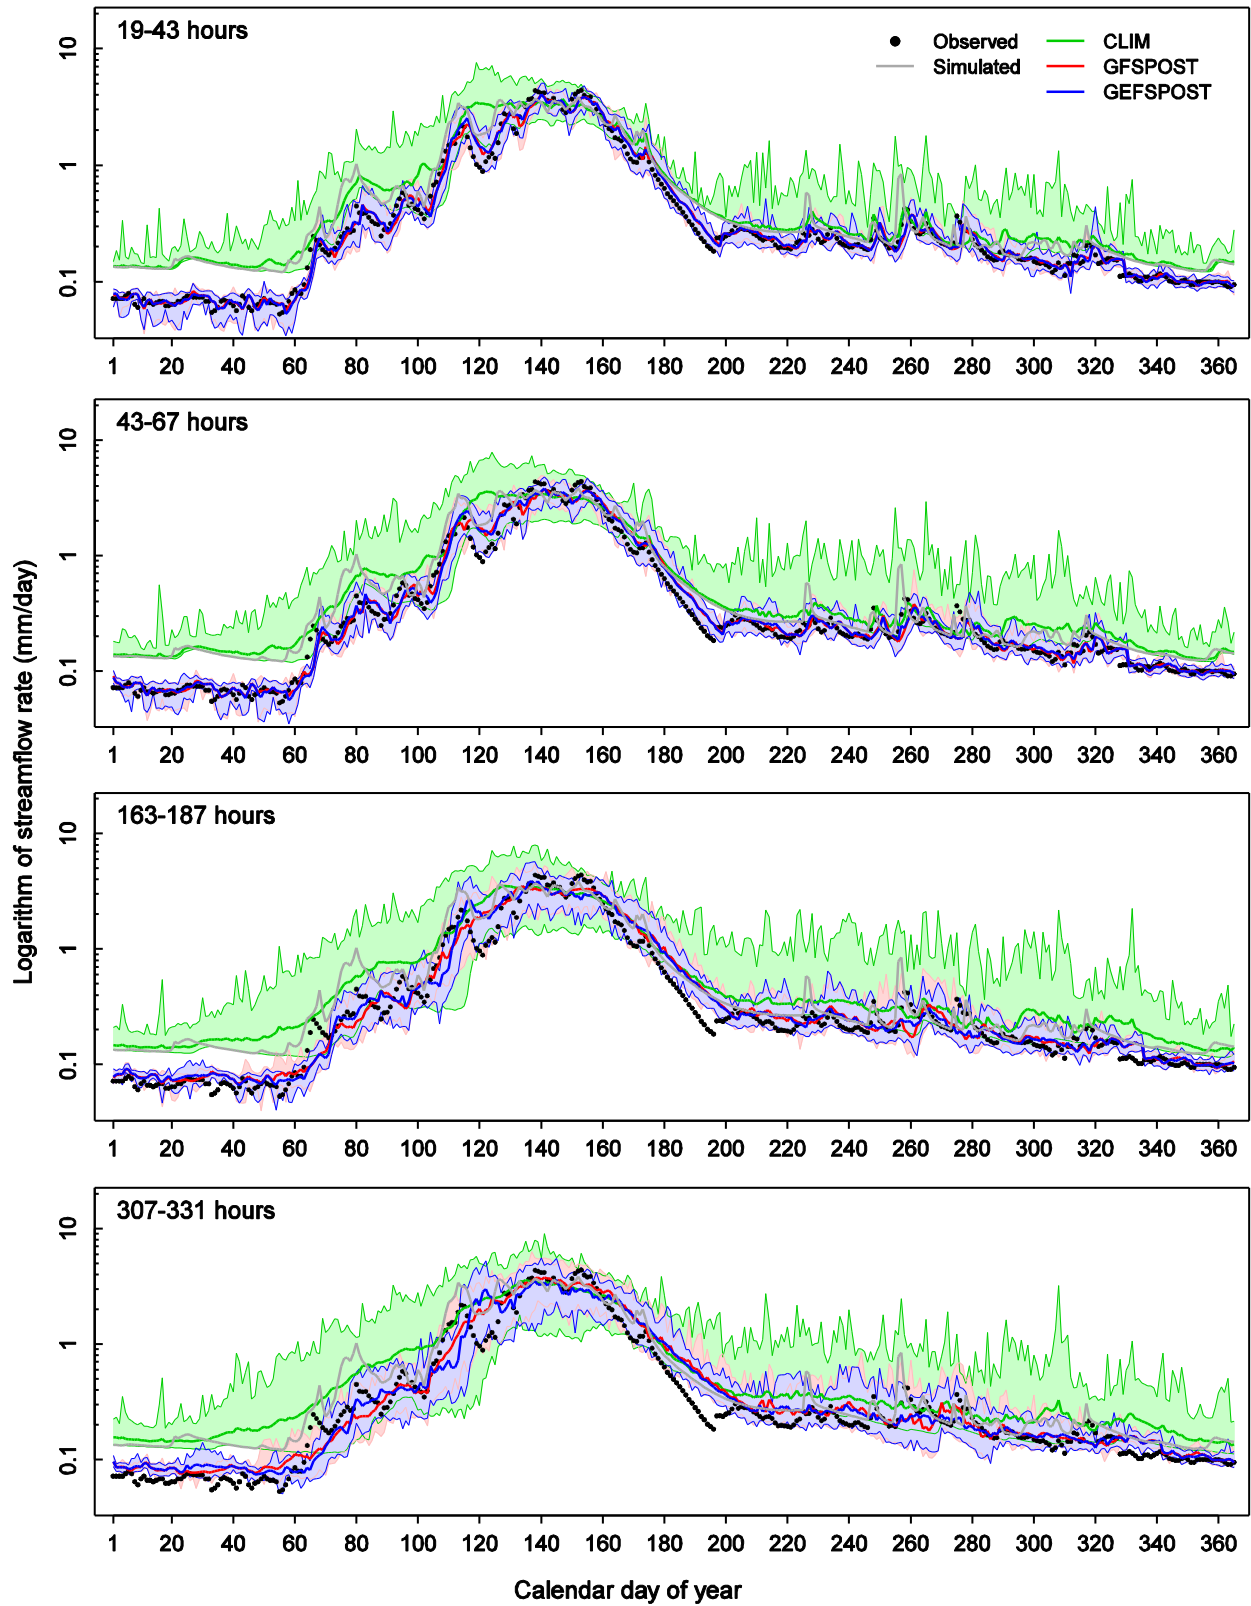 19-43 hours
Observed CLIM
Simulated GFSPOST
GEFSPOST
10
1
0.1
1 20 40 60 80 100 120 140 160 180 200 220 240 260 280 300 320 340 360
43-67 hours
10
1
0.1
1 20 40 60 80 100 120 140 160 180 200 220 240 260 280 300 320 340 360
Logarithm of streamflow rate (mm/day)
163-187 hours
10
1
0.1
1 20 40 60 80 100 120 140 160 180 200 220 240 260 280 300 320 340 360
307-331 hours
10
1
0.1
1 20 40 60 80 100 120 140 160 180 200 220 240 260 280 300 320 340 360
Calendar day of year